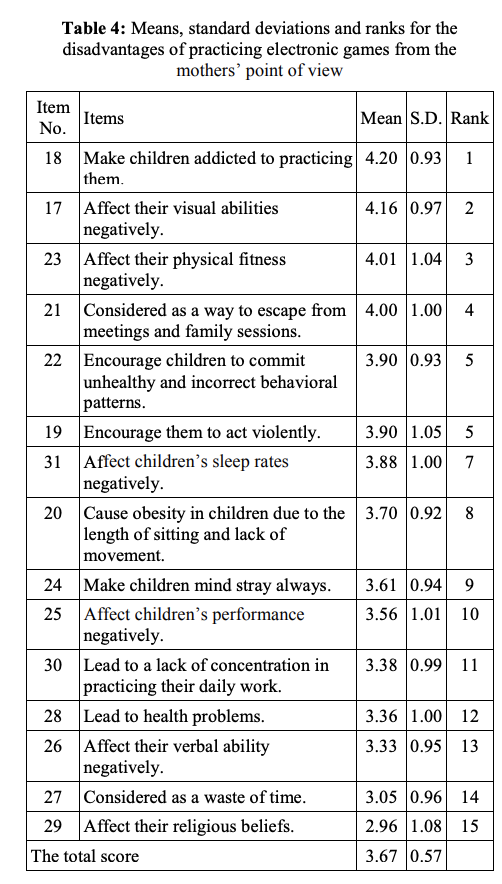 Table 4: Means, standard deviations and ranks for the
disadvantages of practicing electronic games from the
mothers' point of view
Item No. Items Mean S.D. Rank
18 Make children addicted to practicing 4.20 0.93 1
them.
17 Affect their visual abilities 4.16 0.97 2
negatively.
23 Affect their physical fitness 4.01 1.04 3
negatively.
21 Considered as a way to escape from 4.00 1.00 4
meetings and family sessions.
22 Encourage children to commit 3.90 0.93 5
unhealthy and incorrect behavioral
patterns.
19 Encourage them to act violently. 3.90 1.05 5
31 Affect children's sleep rates 3.88 1.00 7
negatively.
20 Cause obesity in children due to the 3.70 0.92 8
length of sitting and lack of
movement.
24 Make children mind stray always. 3.61 0.94 9
25 Affect children's performance 3.56 1.01 10
negatively.
30 Lead to a lack of concentration in 3.38 0.99 11
practicing their daily work.
28 Lead to health problems. 3.36 1.00 12
26 Affect their verbal ability 3.33 0.95 13
negatively.
27 Considered as a waste of time. 3.05 0.96 14
29 Affect their religious beliefs. 2.96 1.08 15
The total score 3.67 0.57